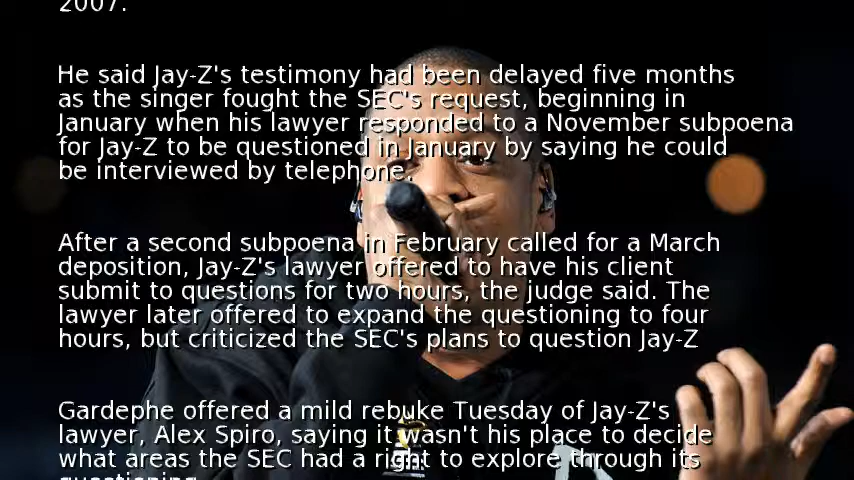 2007.
He said Jay-Z's testimony had been delayed five months
as the singer fought the SEC's request, beginning in
January when his lawyer responded to a November subpoena
for Jay-Z to be questioned in January by saying he could
be interviewed by telephone.
After a second subpoena in February called for a March
deposition, Jay-Z's lawyer offered to have his client
submit to questions for two hours, the judge said. The
lawyer later offered to expand the questioning to four
hours, but criticized the SEC's plans to question Jay-Z
Gardephe offered a mild rebuke Tuesday of Jay-Z's
lawyer, Alex Spiro, saying it wasn't his place to decide
what areas the SEC had a right to explore through its
questioning.